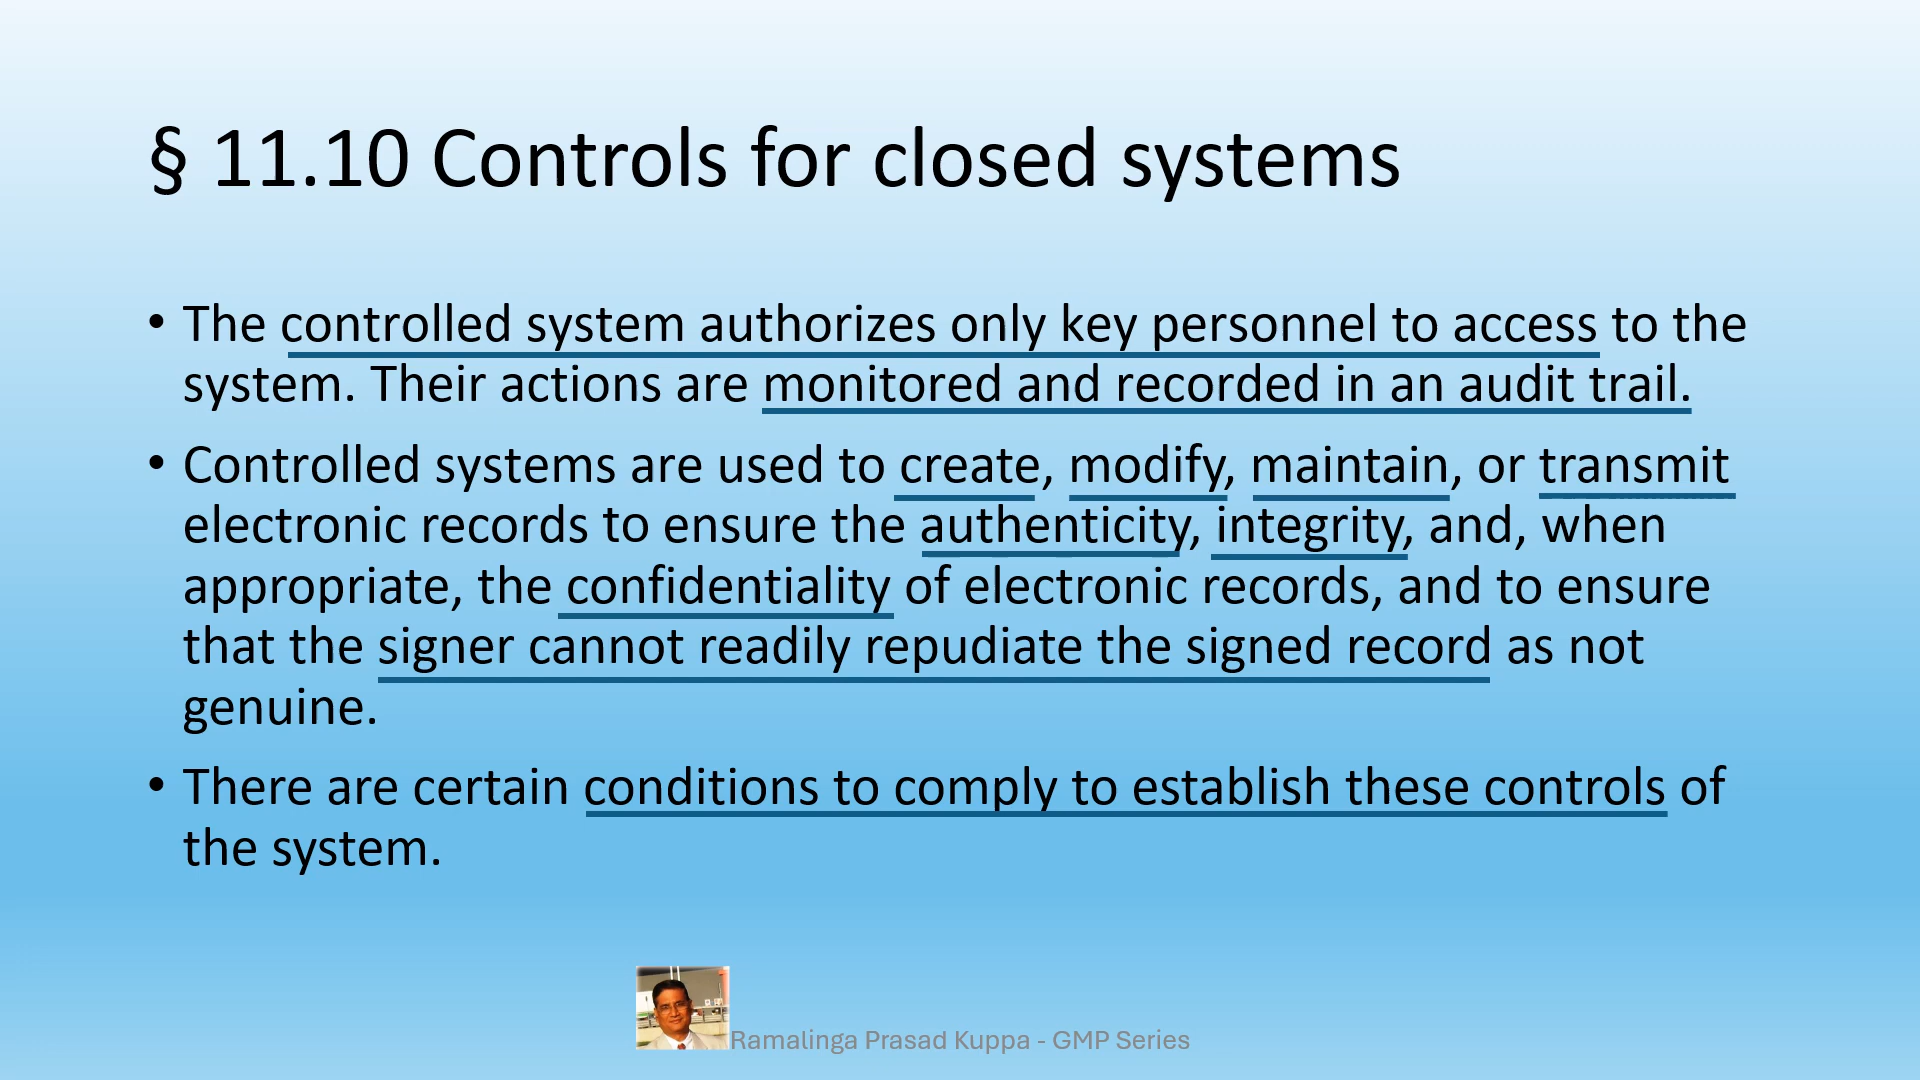 § 11.10 Controls for closed systems
• The controlled system authorizes only key personnel to access to the
system. Their actions are monitored and recorded in an audit trail.
• Controlled systems are used to create, modify, maintain, or transmit
electronic records to ensure the authenticity, integrity, and, when
appropriate, the confidentiality of electronic records, and to ensure
that the signer cannot readily repudiate the signed record as not
genuine.
• There are certain conditions to comply to establish these controls of
the system.
Ramalinga Prasad Kuppa - GMP Series